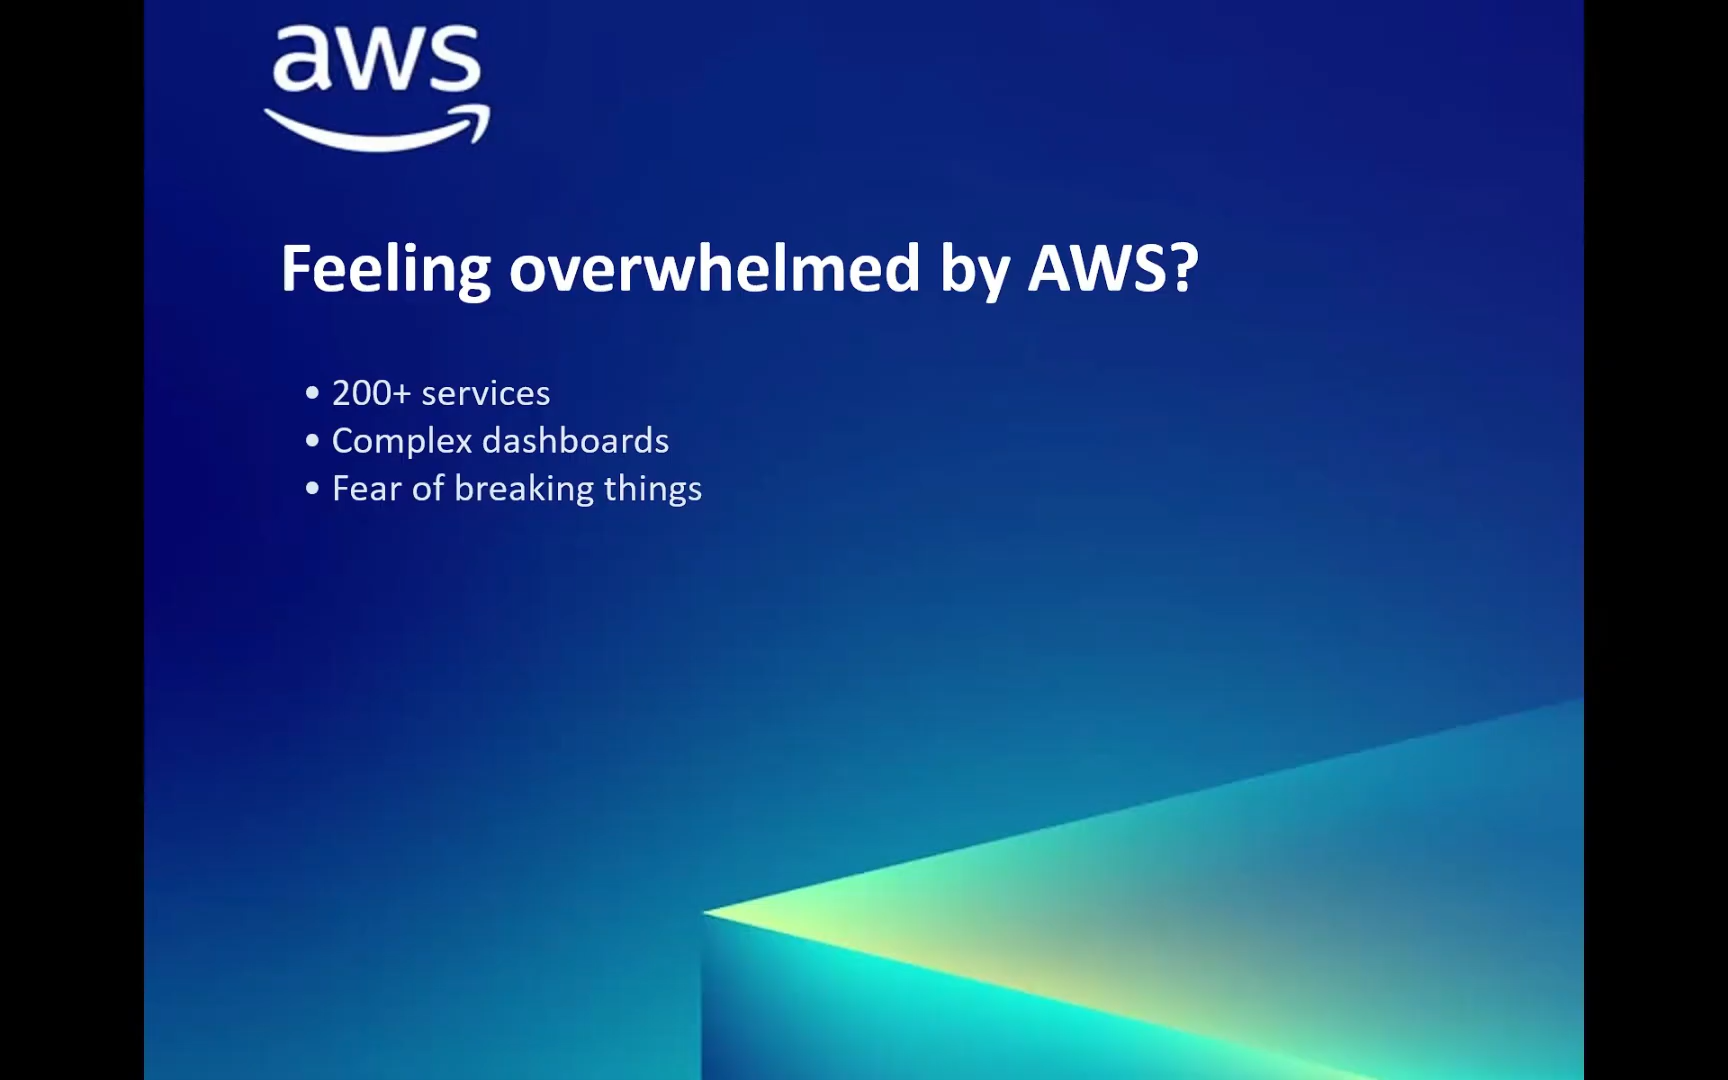 aws
Feeling overwhelmed by AWS?
• 200+ services
• Complex dashboards
• Fear of breaking things